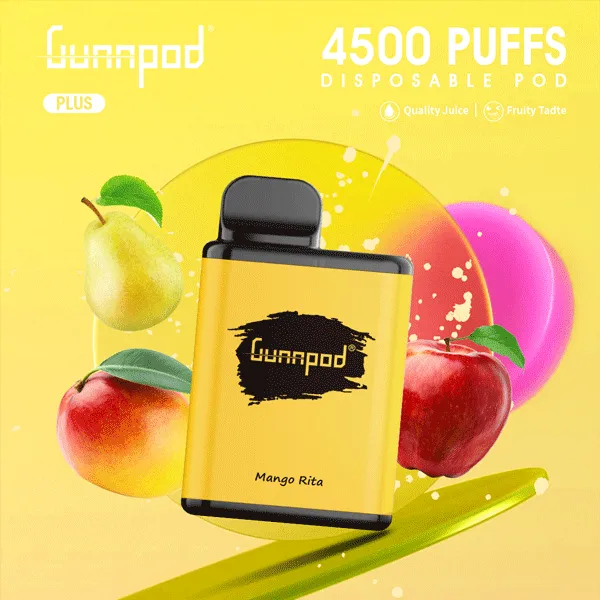 Gunnpod®
PLUS
4500 PUFFS
DISPOSABLE POD
Quality Juice | Fruity Tadte
Gunnpod®
Mango Rita